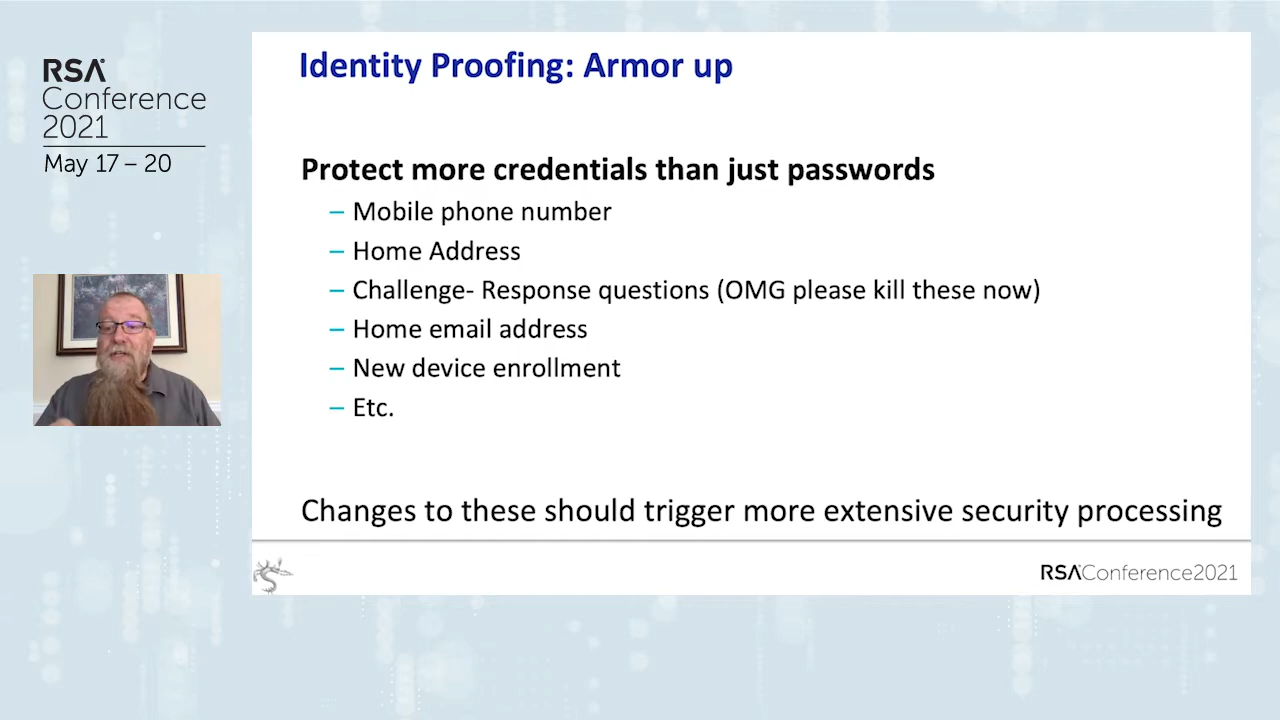 RSA
Conference
2021
May 17 – 20
Identity Proofing: Armor up
Protect more credentials than just passwords
– Mobile phone number
– Home Address
– Challenge- Response questions (OMG please kill these now)
– Home email address
– New device enrollment
– Etc.
Changes to these should trigger more extensive security processing
RSAConference2021